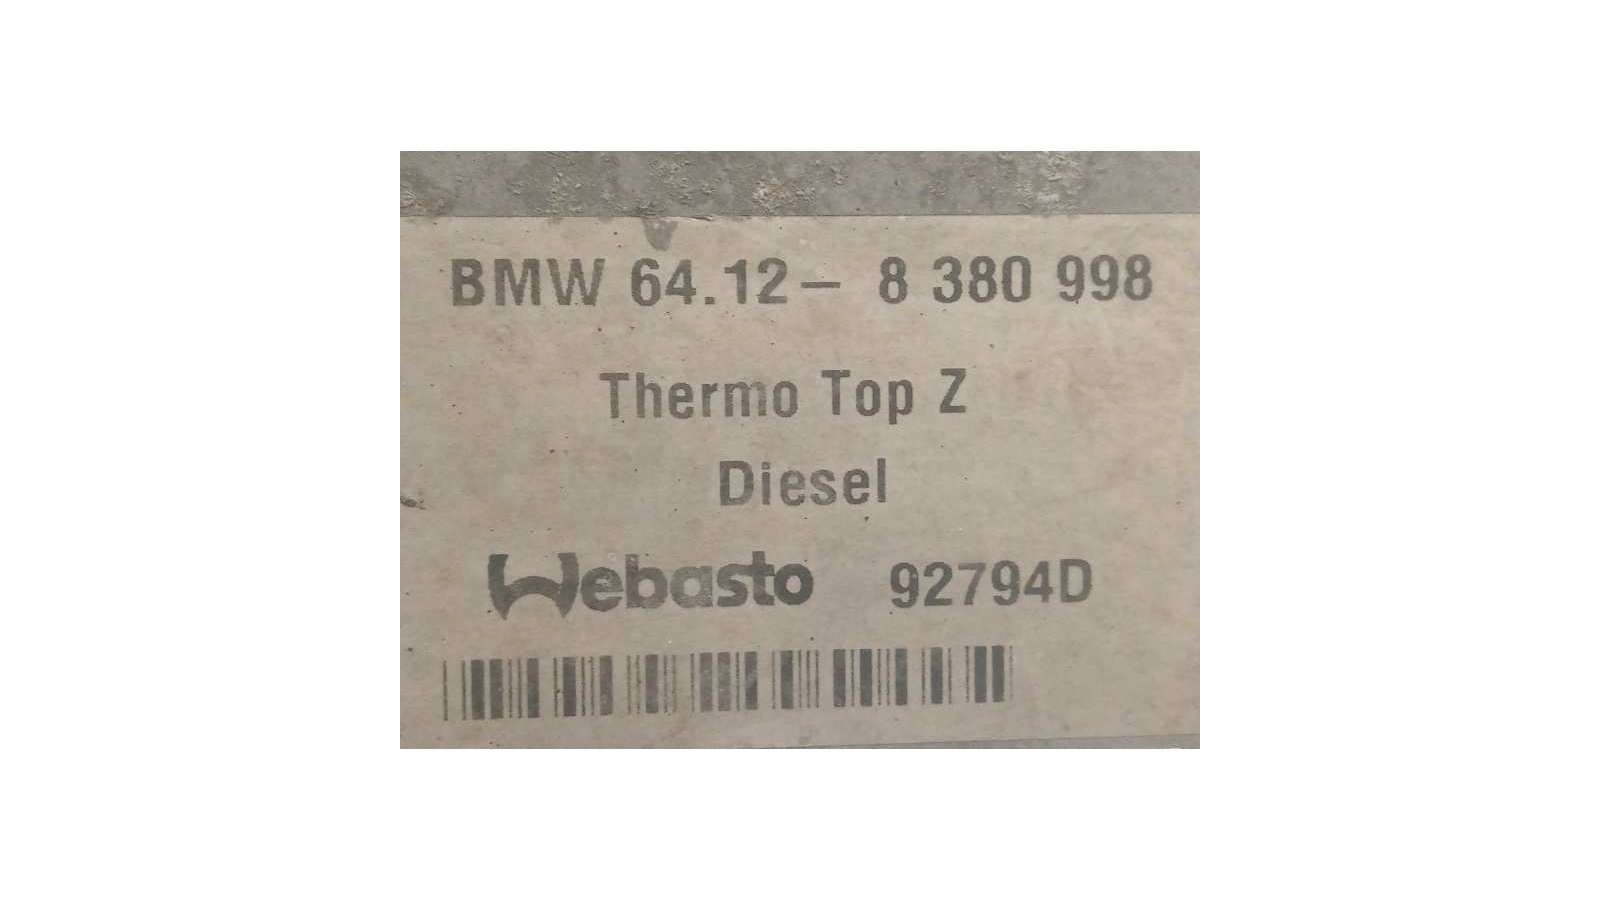 BMW 64.12- 8 380 998
Thermo Top Z
Diesel
Webasto 92794D